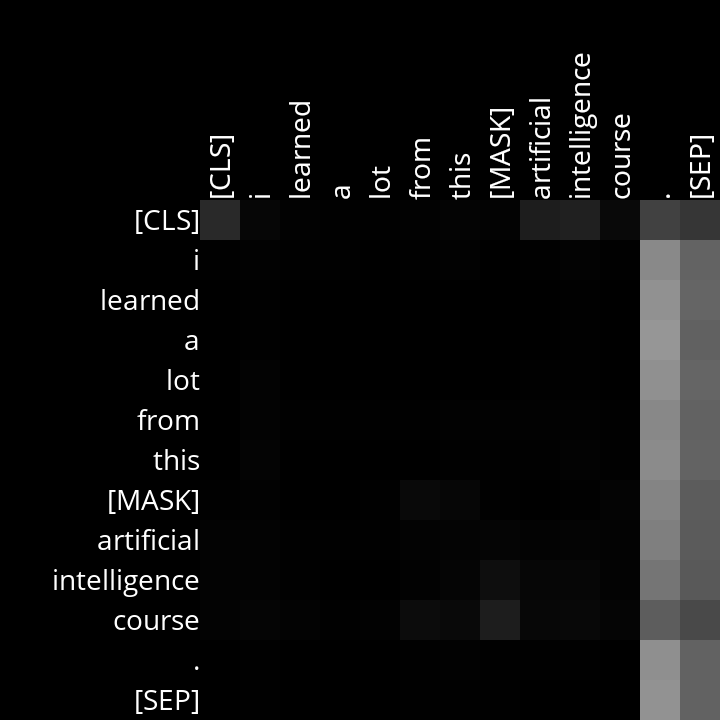 [CLS]
i
learned
a
lot
from
this
[MASK]
artificial
intelligence
course
.
[SEP]
[CLS]
i
learned
a
lot
from
this
[MASK]
artificial
intelligence
course
.
[SEP]